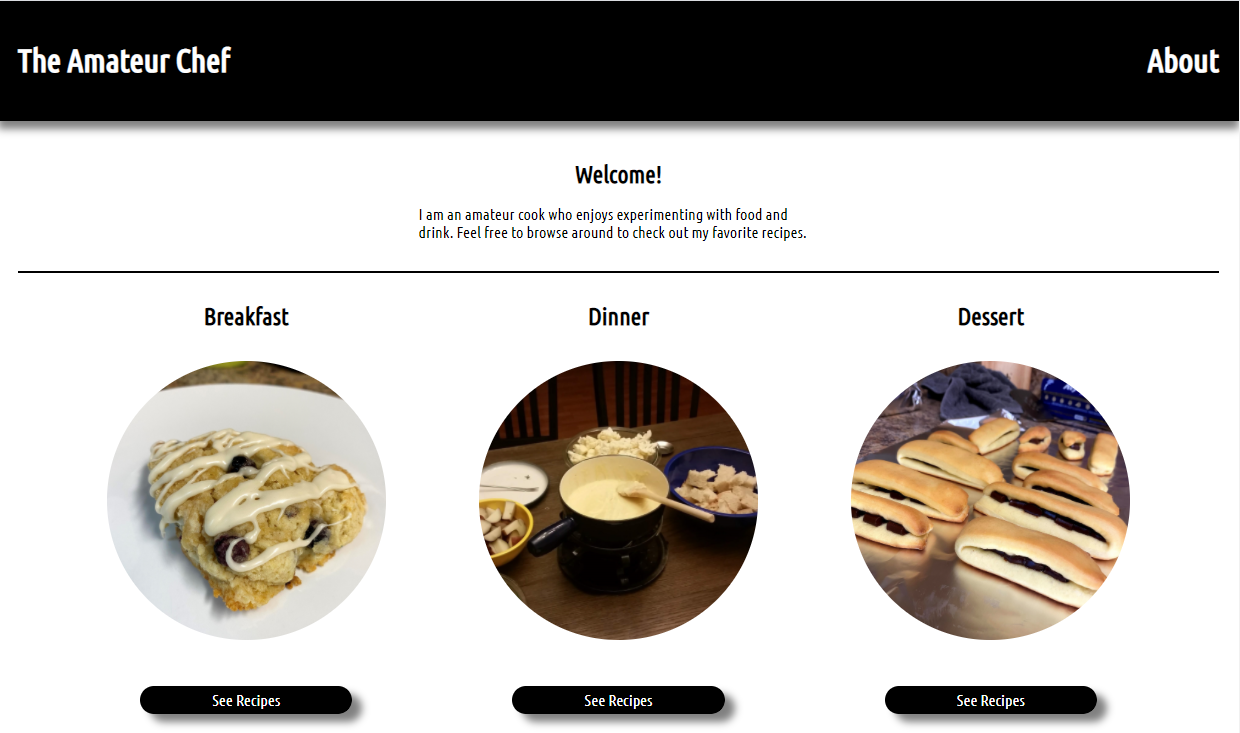 The Amateur Chef
About
Welcome!
I am an amateur cook who enjoys experimenting with food and
drink. Feel free to browse around to check out my favorite recipes.
Breakfast
Dinner
Dessert
See Recipes
See Recipes
See Recipes